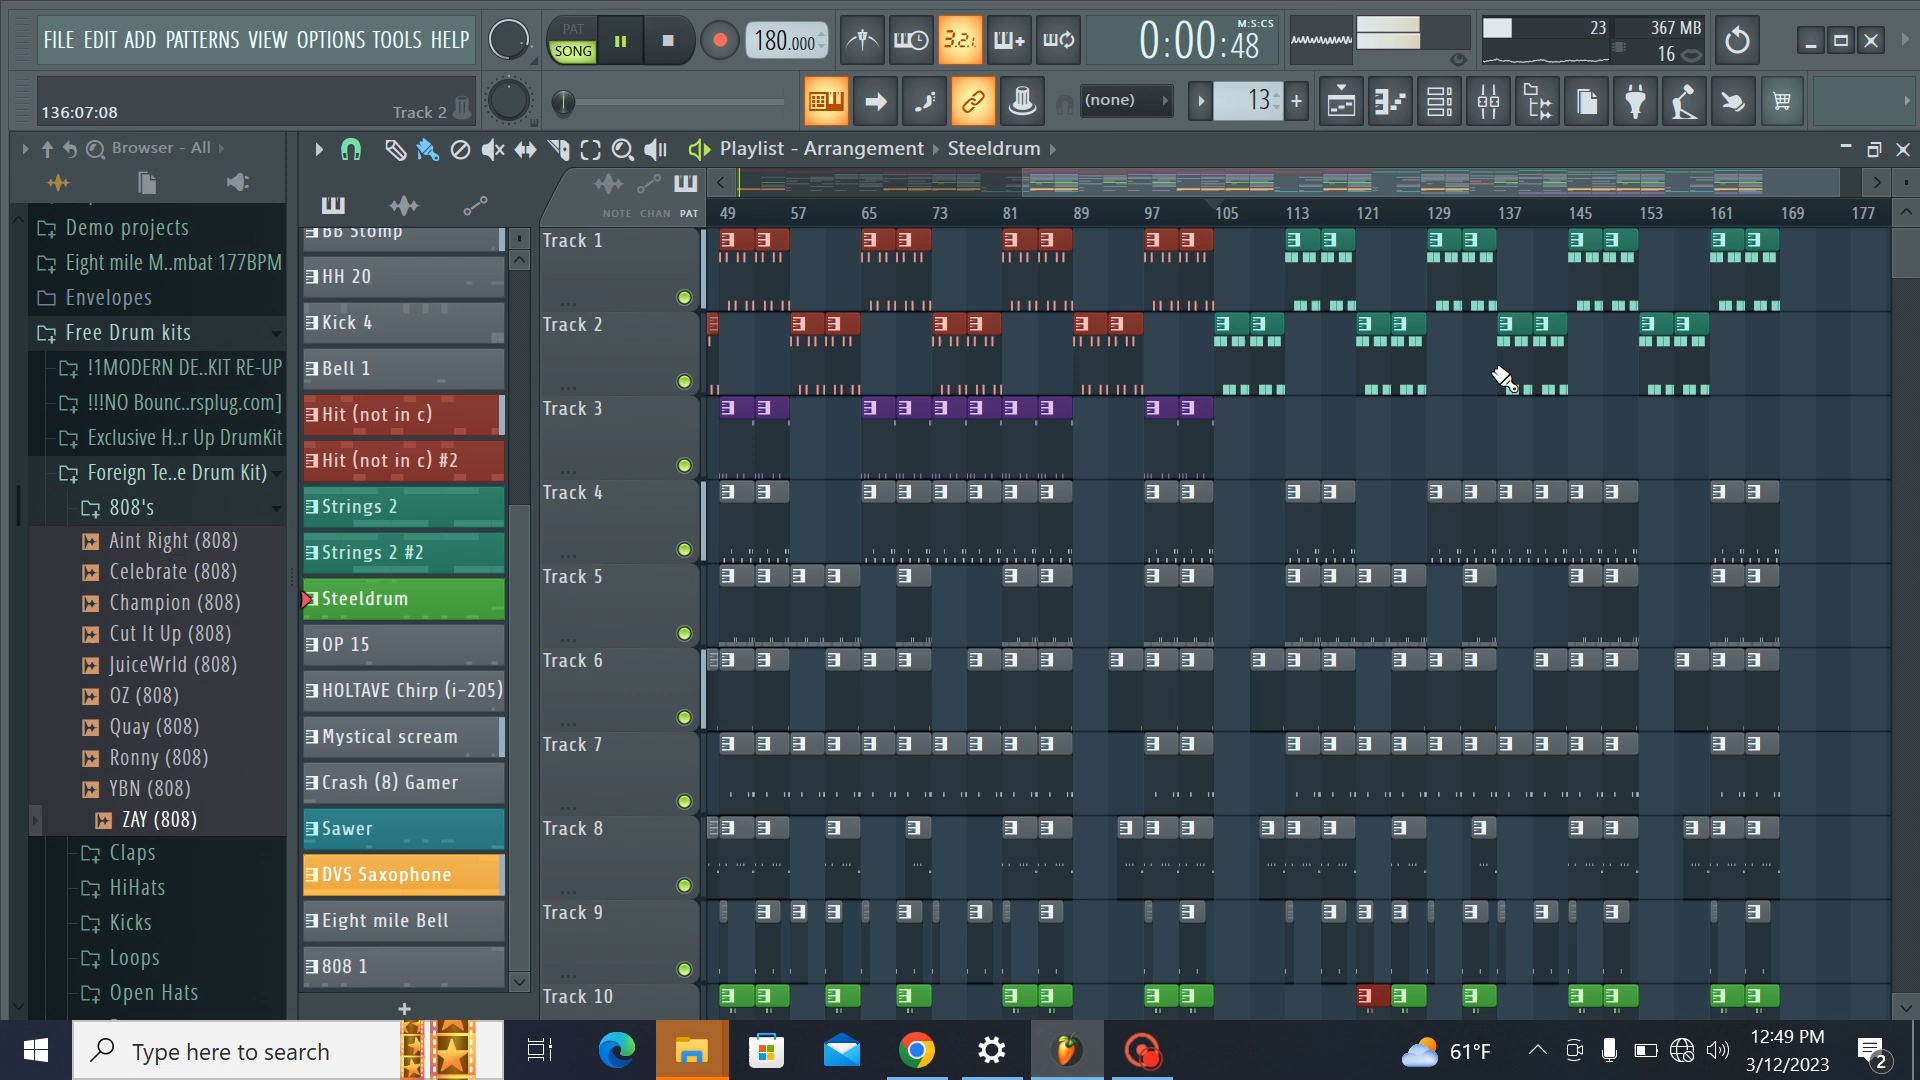 FILE EDIT ADD PATTERNS VIEW OPTIONS TOOLS HELP
PAT
SONG
180.000
3.2.1
0:00:48
M:S:CS
23
367 MB
16
136:07:08
Track 2
(none)
13
Browser - All
Playlist - Arrangement
Steeldrum
NOTE CHAN PAT
49 57 65 73 81 89 97 105 113 121 129 137 145 153 161 169 177
Demo projects
Eight mile M..mbat 177BPM
Envelopes
Free Drum kits
!1MODERN DE..KIT RE-UP
!!!NO Bounc..rsplug.com]
Exclusive H..r Up DrumKit
Foreign Te..e Drum Kit)
808's
Aint Right (808)
Celebrate (808)
Champion (808)
Cut It Up (808)
JuiceWrld (808)
OZ (808)
Quay (808)
Ronny (808)
YBN (808)
ZAY (808)
Claps
HiHats
Kicks
Loops
Open Hats
BB Stomp
HH 20
Kick 4
Bell 1
Hit (not in c)
Hit (not in c) #2
Strings 2
Strings 2 #2
Steeldrum
OP 15
HOLTAVE Chirp (i-205)
Mystical scream
Crash (8) Gamer
Sawer
DVS Saxophone
Eight mile Bell
808 1
Track 1
Track 2
Track 3
Track 4
Track 5
Track 6
Track 7
Track 8
Track 9
Track 10
Type here to search
61°F
12:49 PM
3/12/2023
2